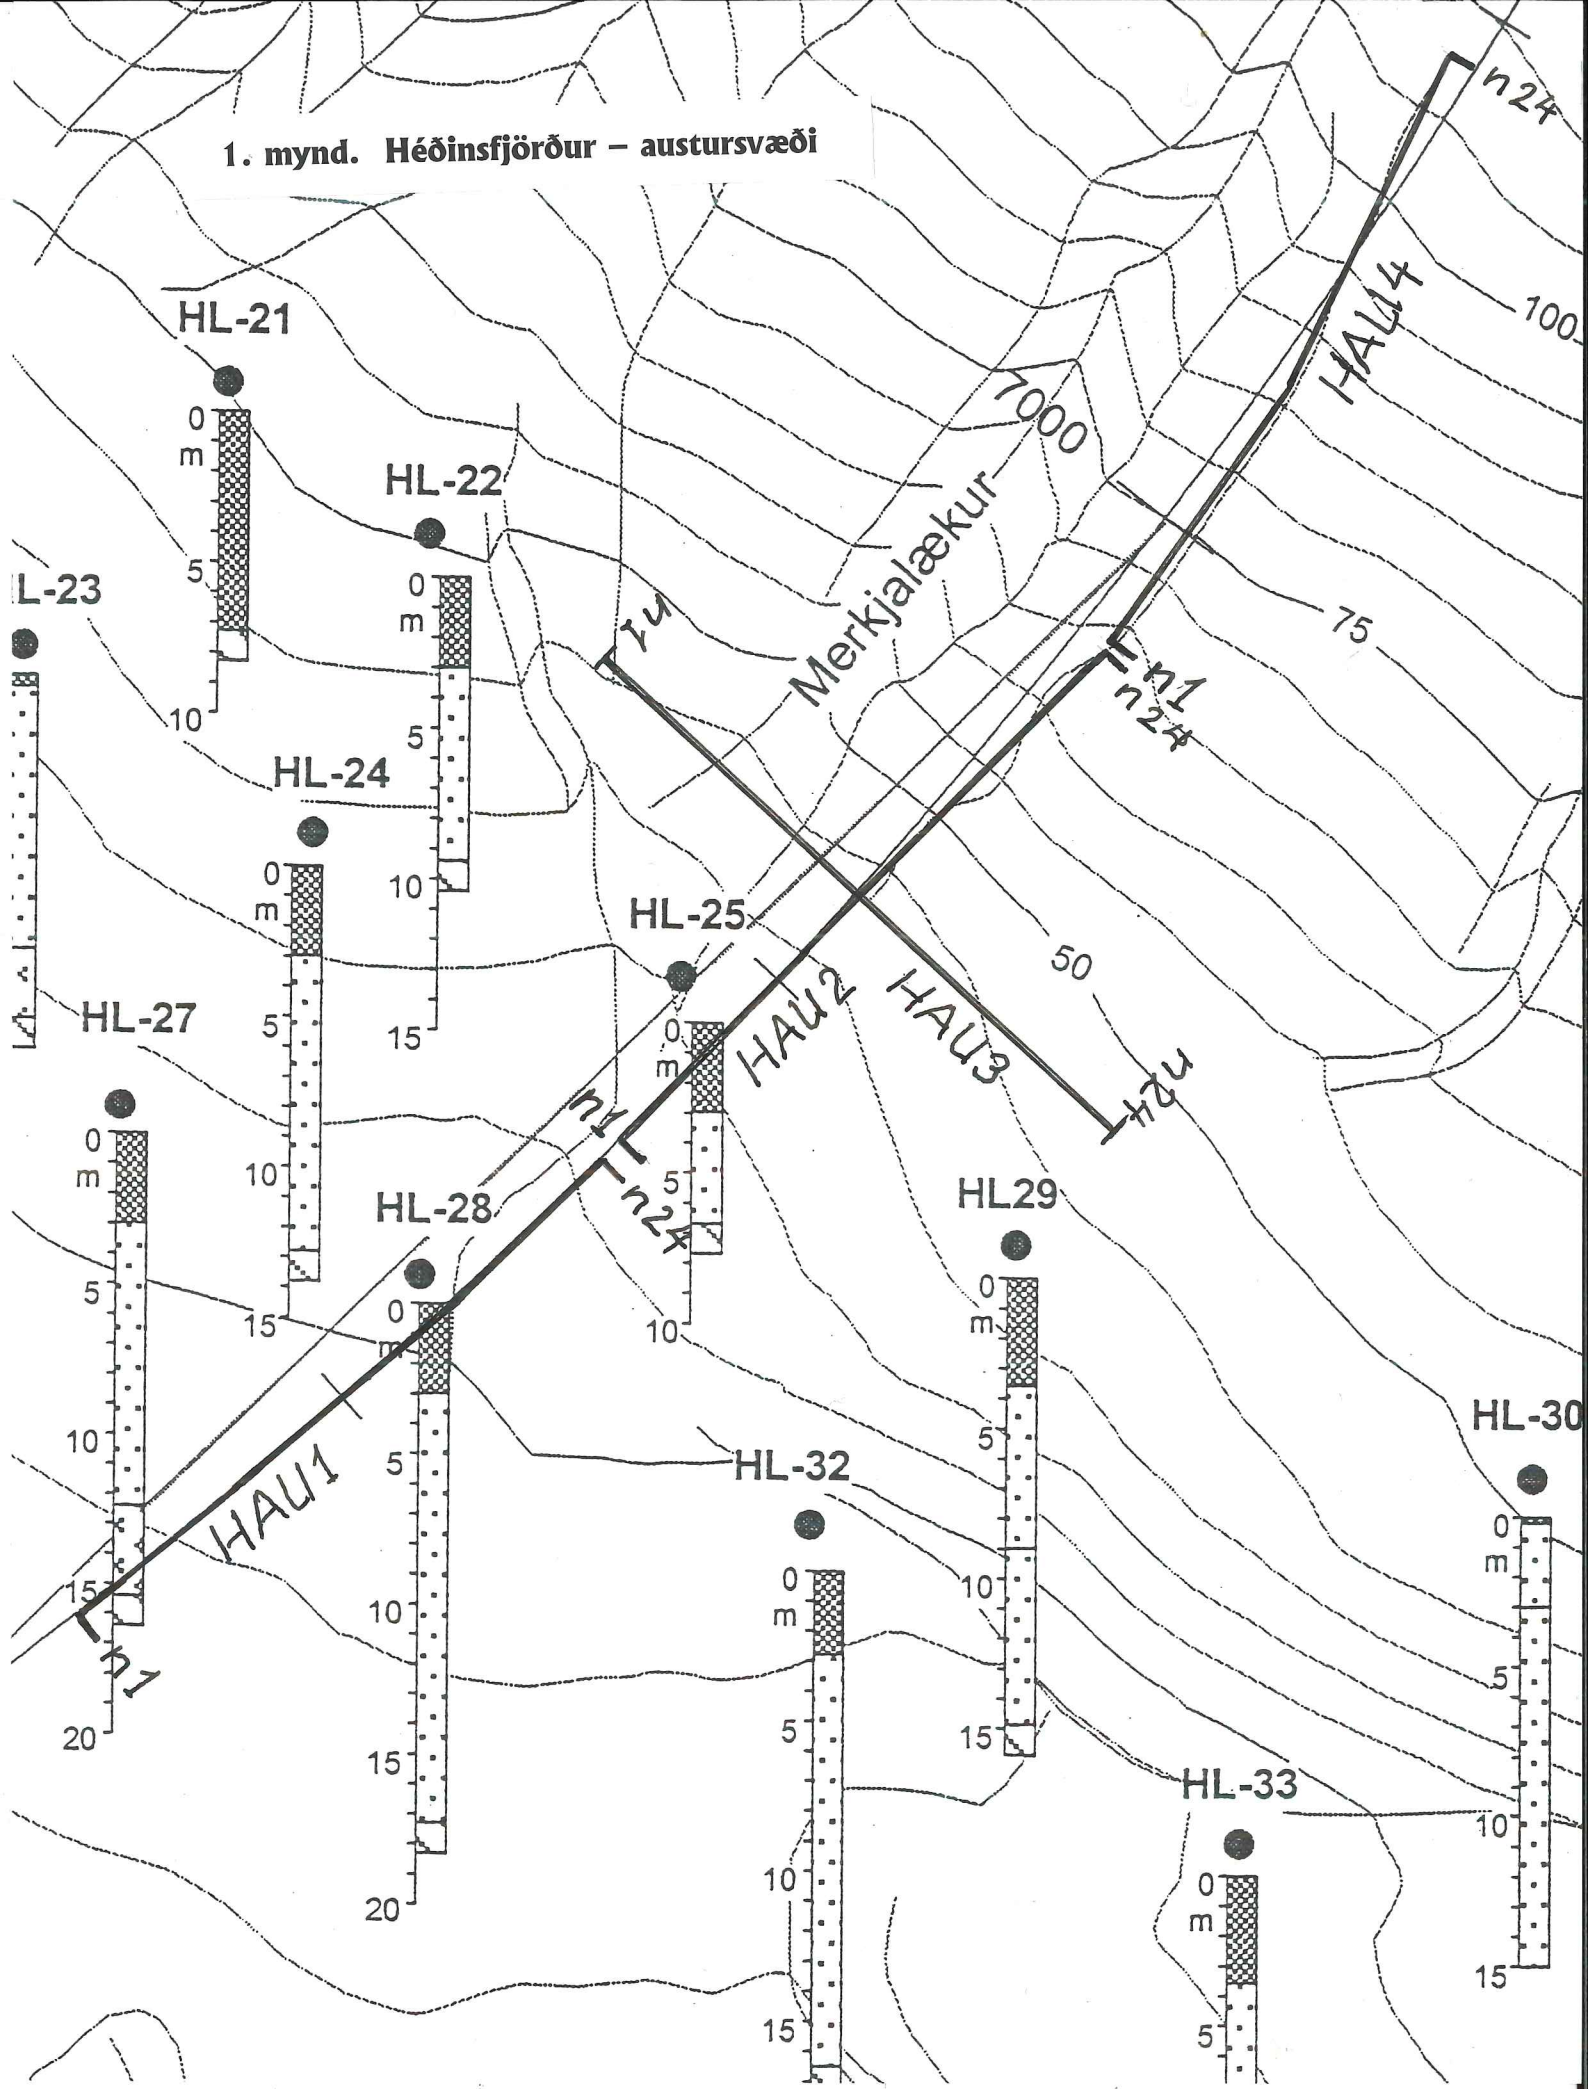 n24
1. mynd. Héðinsfjörður – austursvæði
100
HAU4
HL-21
0
m
5
10
7000
HL-22
0
m
5
10
15
Merkjalækur
75
L-23
n1
n1
n24
HL-24
0
m
5
10
15
HL-25
0
m
5
10
50
HAU2
HAU3
n24
HL-27
0
m
5
10
15
20
n1
n24
HL-28
0
m
5
10
15
20
HL29
0
m
5
10
15
HAU1
n1
HL-32
0
m
5
10
15
HL-30
0
m
5
10
15
HL-33
0
m
5